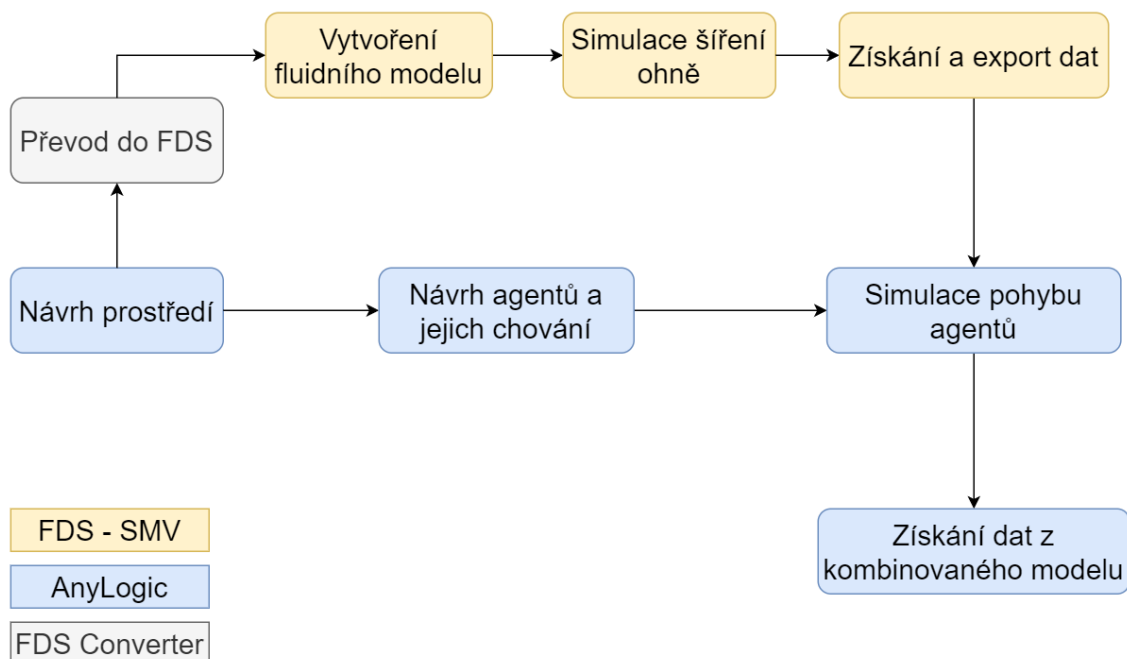 Vytvoření
fluidního modelu
Simulace šíření
ohně
Získání a export dat
Převod do FDS
Návrh prostředí
Návrh agentů a
jejich chování
Simulace pohybu
agentů
Získání dat z
kombinovaného modelu
FDS - SMV
AnyLogic
FDS Converter